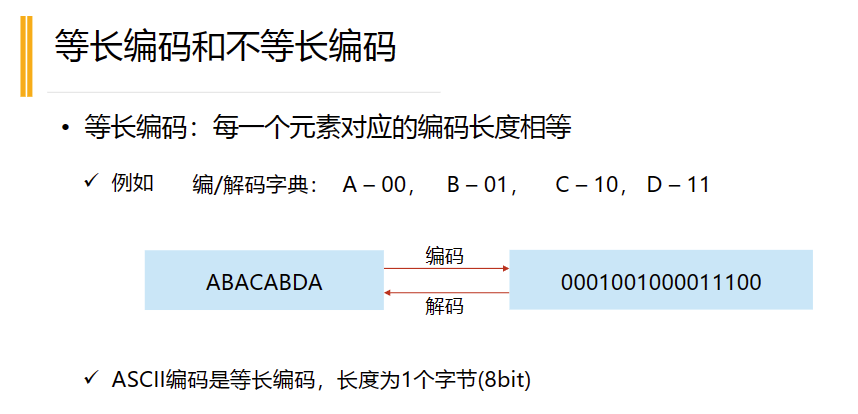 等长编码和不等长编码
• 等长编码：每一个元素对应的编码长度相等
✓ 例如 编/解码字典： A – 00， B – 01， C – 10， D – 11
编码
ABACABDA 0001001000011100
解码
✓ ASCII编码是等长编码，长度为1个字节(8bit)